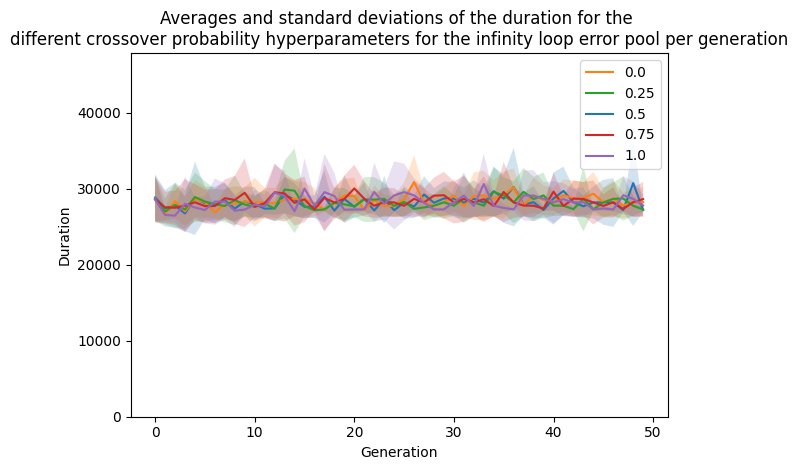 Averages and standard deviations of the duration for the
different crossover probability hyperparameters for the infinity loop error pool per generation
0.0
0.25
0.5
0.75
1.0
40000
30000
20000
10000
0
Duration
0 10 20 30 40 50
Generation